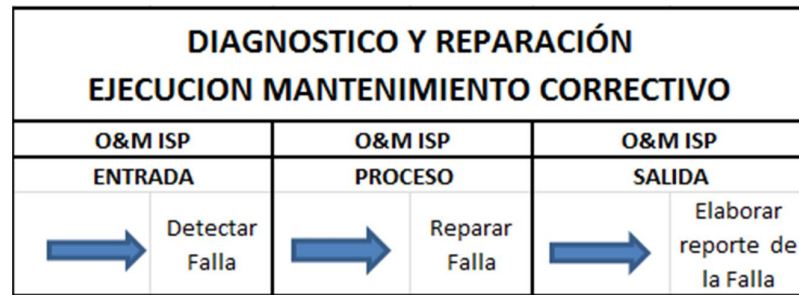 DIAGNOSTICO Y REPARACIÓN
EJECUCION MANTENIMIENTO CORRECTIVO
O&M ISP
O&M ISP
O&M ISP
ENTRADA
PROCESO
SALIDA
Detectar
Falla
Reparar
Falla
Elaborar
reporte de
la Falla